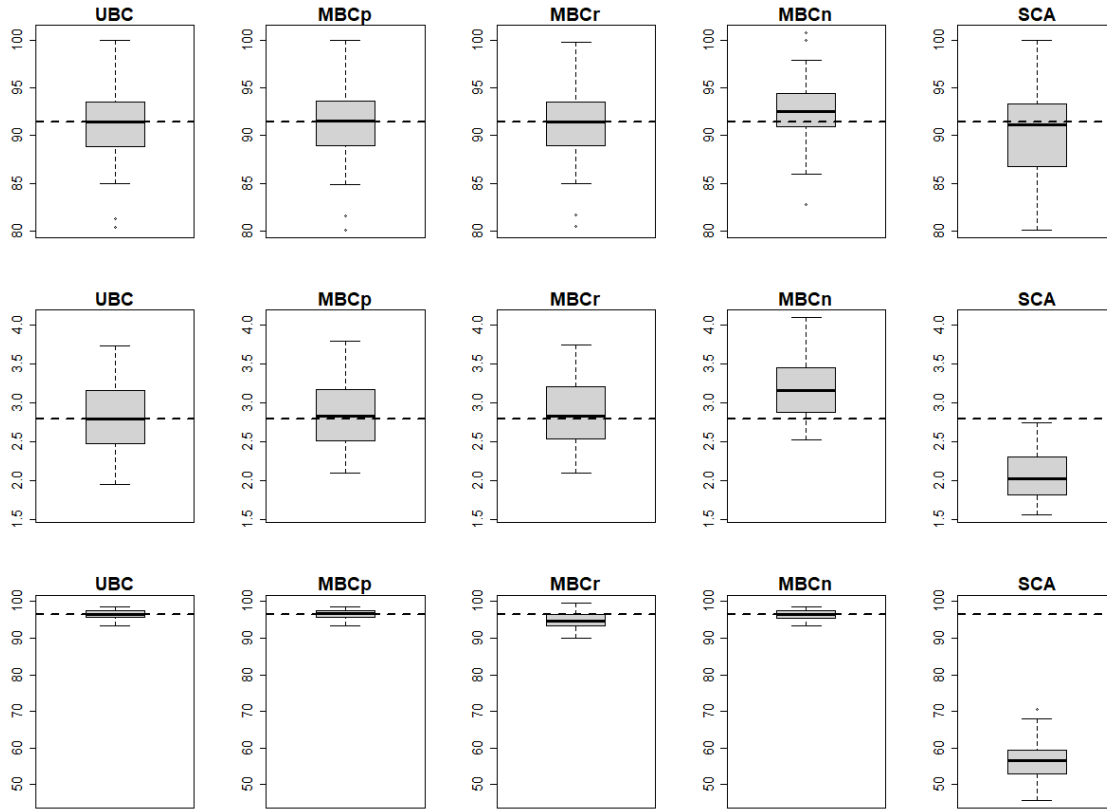 UBC MBCp MBCr MBCn SCA
100 100 100 100 100
95 95 95 95 95
90 90 90 90 90
85 85 85 85 85
80 80 80 80 80
UBC MBCp MBCr MBCn SCA
4.0 4.0 4.0 4.0 4.0
3.5 3.5 3.5 3.5 3.5
3.0 3.0 3.0 3.0 3.0
2.5 2.5 2.5 2.5 2.5
2.0 2.0 2.0 2.0 2.0
1.5 1.5 1.5 1.5 1.5
UBC MBCp MBCr MBCn SCA
100 100 100 100 100
90 90 90 90 90
80 80 80 80 80
70 70 70 70 70
60 60 60 60 60
50 50 50 50 50